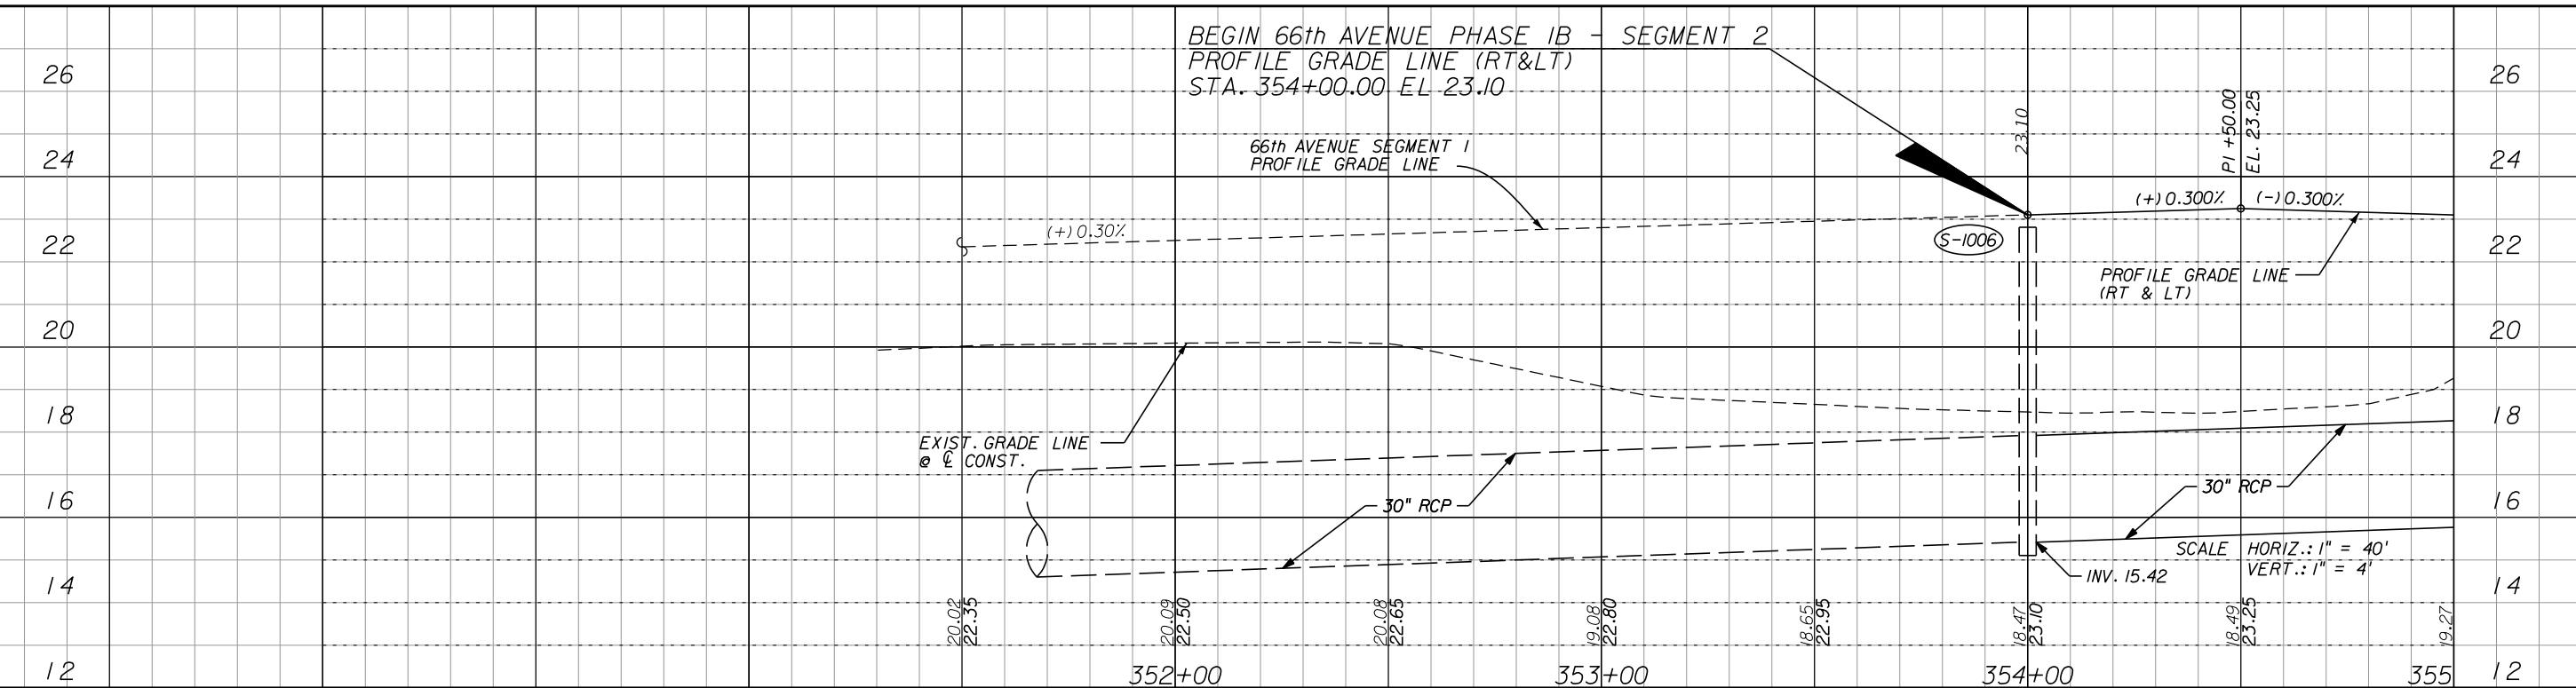 BEGIN 66th AVENUE PHASE IB - SEGMENT 2
PROFILE GRADE LINE (RT&LT)
STA. 354+00.00 EL 23.10
26
26
66th AVENUE SEGMENT 1
PROFILE GRADE LINE
23.10
PI +50.00
EL. 23.25
24
24
(+) 0.300%
(-) 0.300%
(+) 0.30%
S-1006
22
22
PROFILE GRADE LINE
(RT & LT)
20
20
EXIST. GRADE LINE
@ ℄ CONST.
18
18
30" RCP
30" RCP
16
16
SCALE HORIZ.: 1" = 40'
VERT.: 1" = 4'
INV. 15.42
14
14
20.02
22.35
20.09
22.50
20.08
22.65
19.08
22.80
18.65
22.95
18.47
23.10
18.49
23.25
19.27
12
352+00
353+00
354+00
355
12